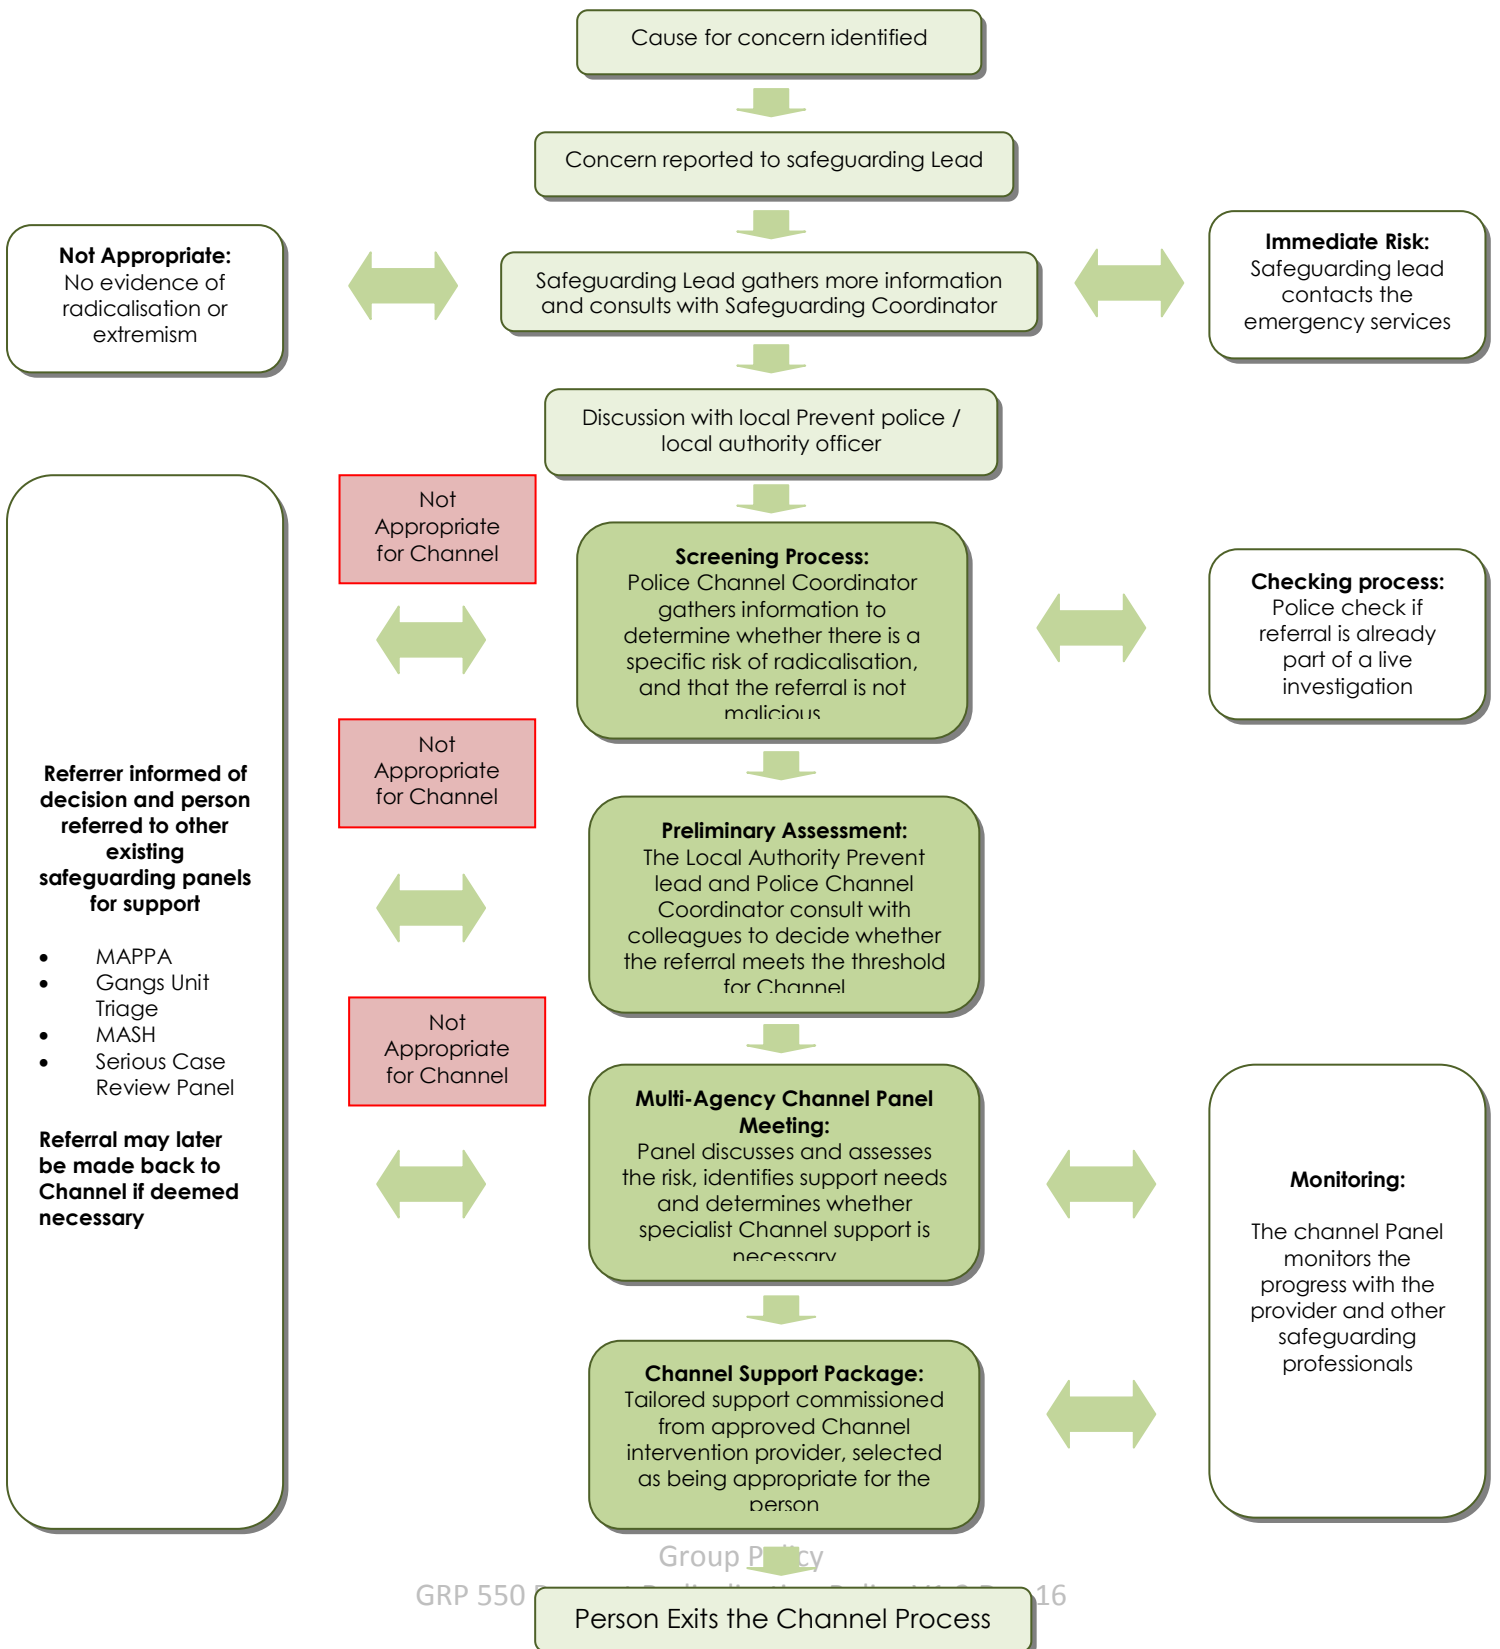 Cause for concern identified
Concern reported to safeguarding Lead
Not Appropriate:
No evidence of
radicalisation or
extremism
Safeguarding Lead gathers more information
and consults with Safeguarding Coordinator
Immediate Risk:
Safeguarding lead
contacts the
emergency services
Discussion with local Prevent police /
local authority officer
Not
Appropriate
for Channel
Screening Process:
Police Channel Coordinator
gathers information to
determine whether there is a
specific risk of radicalisation,
and that the referral is not
malicious
Checking process:
Police check if
referral is already
part of a live
investigation
Not
Appropriate
for Channel
Referrer informed of
decision and person
referred to other
existing
safeguarding panels
for support
• MAPPA
• Gangs Unit
Triage
• MASH
• Serious Case
Review Panel
Referral may later
be made back to
Channel if deemed
necessary
Preliminary Assessment:
The Local Authority Prevent
lead and Police Channel
Coordinator consult with
colleagues to decide whether
the referral meets the threshold
for Channel
Not
Appropriate
for Channel
Multi-Agency Channel Panel
Meeting:
Panel discusses and assesses
the risk, identifies support needs
and determines whether
specialist Channel support is
necessary
Monitoring:
The channel Panel
monitors the
progress with the
provider and other
safeguarding
professionals
Channel Support Package:
Tailored support commissioned
from approved Channel
intervention provider, selected
as being appropriate for the
person
Group
GRP 550 16
Person Exits the Channel Process